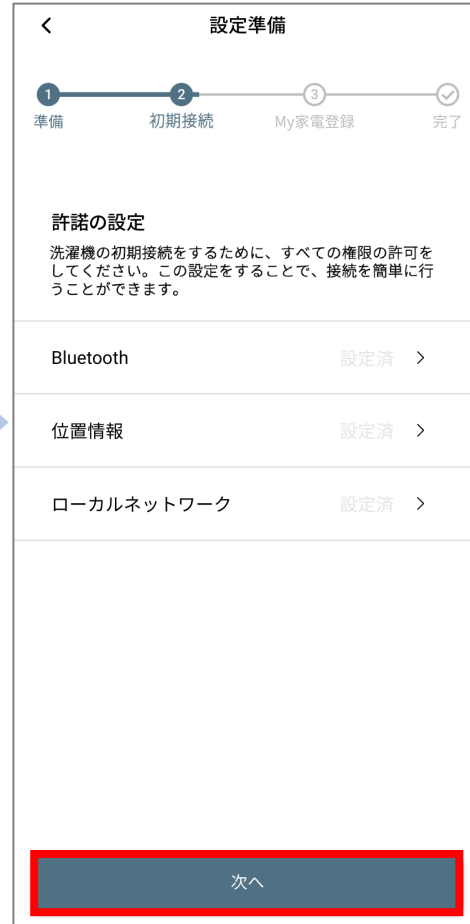 設定準備
1 2 3
準備 初期接続 My家電登録 完了
許諾の設定
洗濯機の初期接続をするために、すべての権限の許可を
してください。この設定をすることで、接続を簡単に行
うことができます。
Bluetooth 設定済
位置情報 設定済
ローカルネットワーク 設定済
次へ